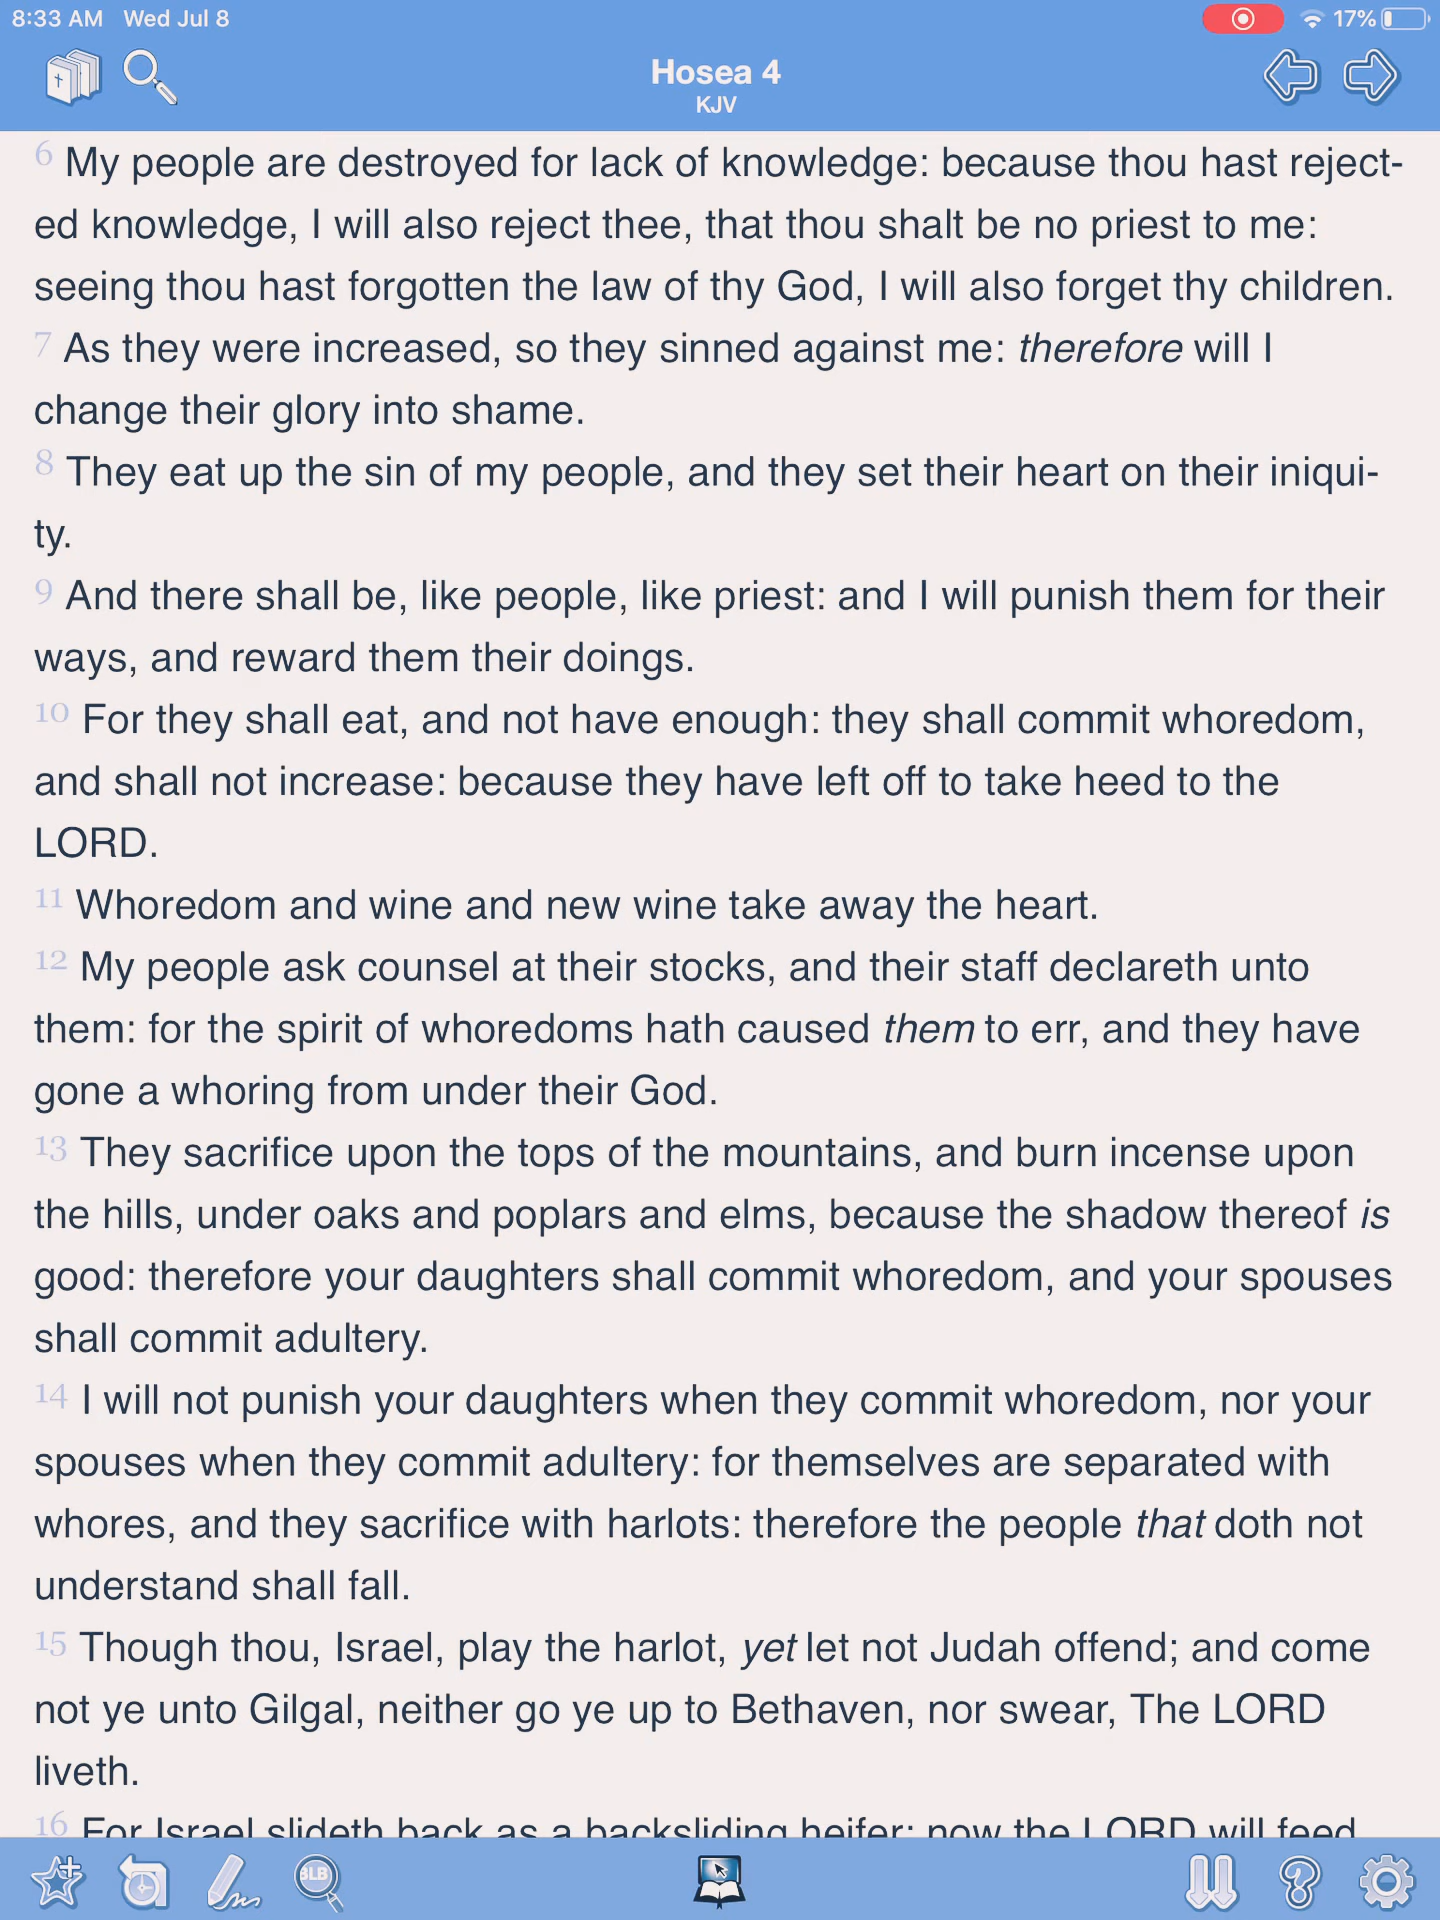 8:33 AM Wed Jul 8
17%
Hosea 4
KJV
6 My people are destroyed for lack of knowledge: because thou hast reject-
ed knowledge, I will also reject thee, that thou shalt be no priest to me:
seeing thou hast forgotten the law of thy God, I will also forget thy children.
7 As they were increased, so they sinned against me: therefore will I
change their glory into shame.
8 They eat up the sin of my people, and they set their heart on their iniqui-
ty.
9 And there shall be, like people, like priest: and I will punish them for their
ways, and reward them their doings.
10 For they shall eat, and not have enough: they shall commit whoredom,
and shall not increase: because they have left off to take heed to the
LORD.
11 Whoredom and wine and new wine take away the heart.
12 My people ask counsel at their stocks, and their staff declareth unto
them: for the spirit of whoredoms hath caused them to err, and they have
gone a whoring from under their God.
13 They sacrifice upon the tops of the mountains, and burn incense upon
the hills, under oaks and poplars and elms, because the shadow thereof is
good: therefore your daughters shall commit whoredom, and your spouses
shall commit adultery.
14 I will not punish your daughters when they commit whoredom, nor your
spouses when they commit adultery: for themselves are separated with
whores, and they sacrifice with harlots: therefore the people that doth not
understand shall fall.
15 Though thou, Israel, play the harlot, yet let not Judah offend; and come
not ye unto Gilgal, neither go ye up to Bethaven, nor swear, The LORD
liveth.
16 For Israel slideth back as a backsliding heifer: now the LORD will feed
BLB